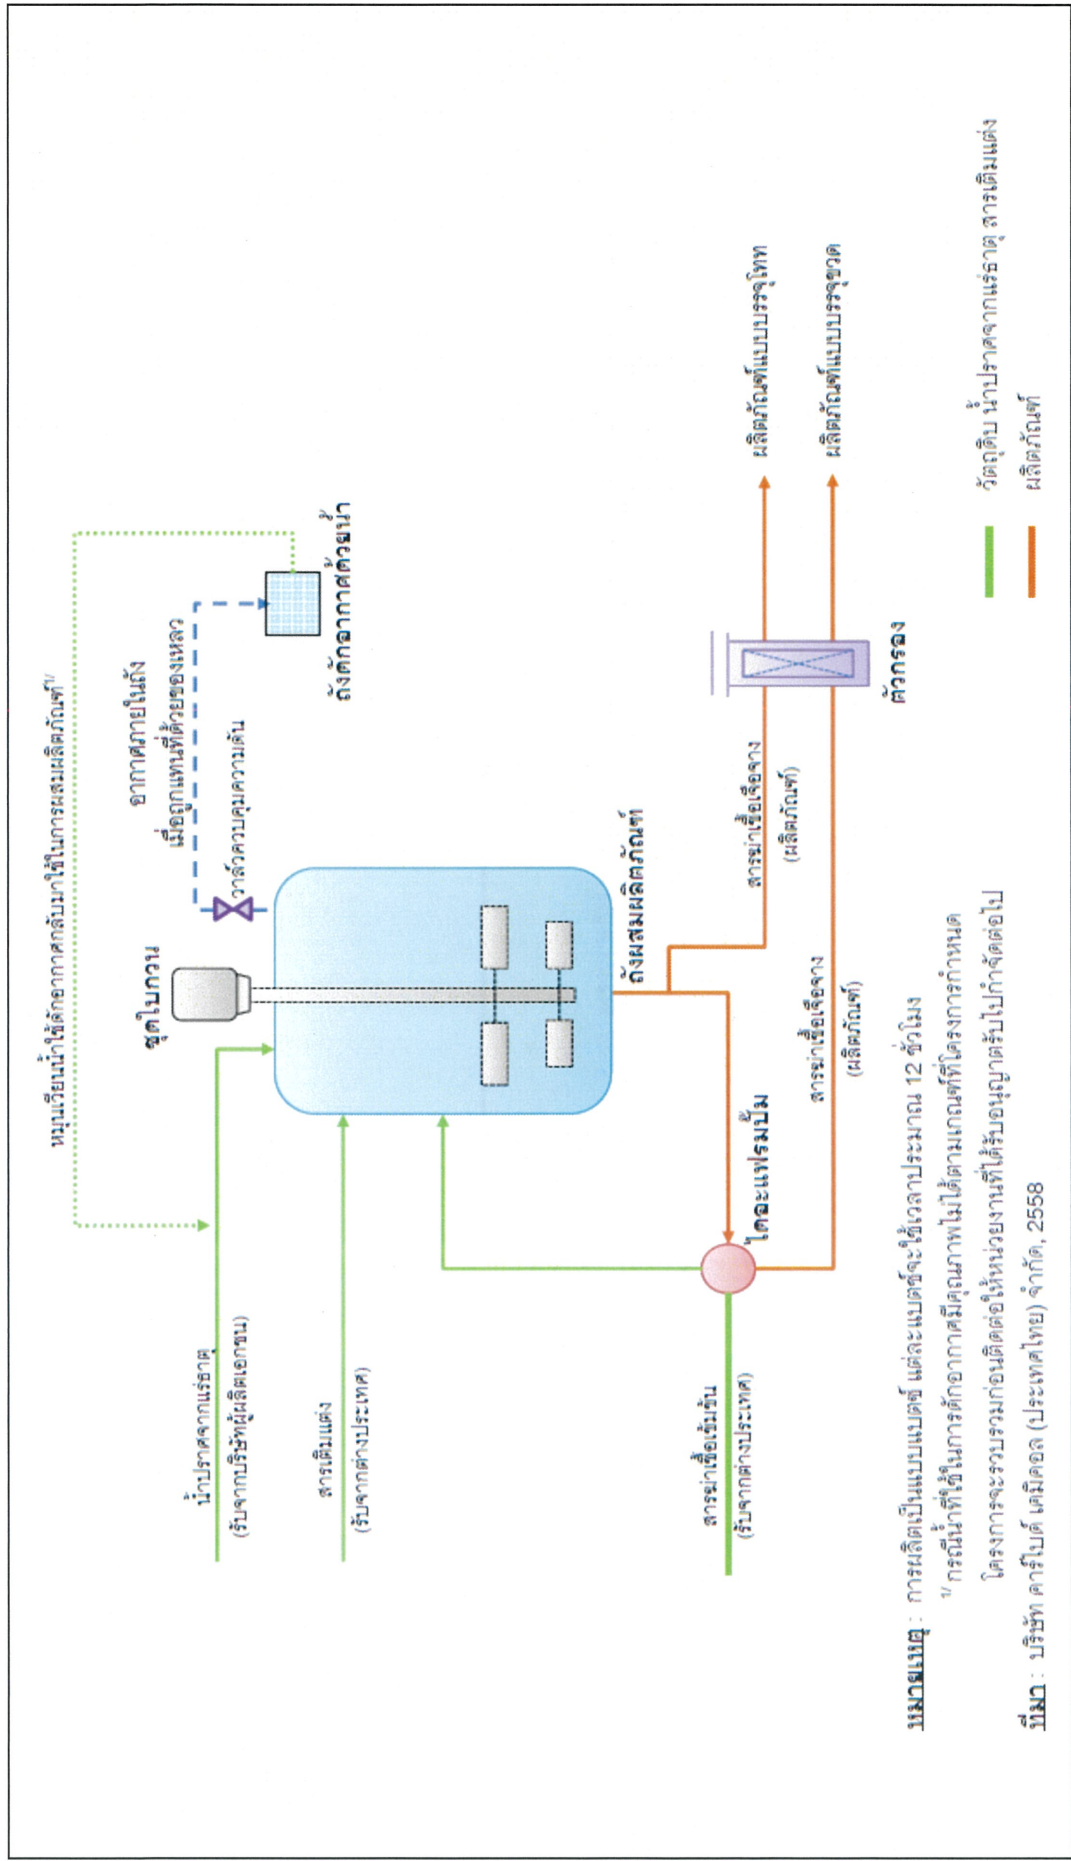 หมุนเวียนน้ำใช้ดักอากาศกลับมาใช้ในการผสมผลิตภัณฑ์1/
อากาศภายในถัง
เมื่อถูกแทนที่ด้วยของเหลว
วาล์วควบคุมความดัน
ถังดักอากาศด้วยน้ำ
ชุดใบกวน
น้ำปราศจากแร่ธาตุ
(รับจากบริษัทผู้ผลิตเอกชน)
สารเติมแต่ง
(รับจากต่างประเทศ)
ถังผสมผลิตภัณฑ์
สารฆ่าเชื้อเข้มข้น
(รับจากต่างประเทศ)
ไดอะแฟรมปั๊ม
สารฆ่าเชื้อเจือจาง
(ผลิตภัณฑ์)
สารฆ่าเชื้อเจือจาง
(ผลิตภัณฑ์)
ตัวกรอง
ผลิตภัณฑ์แบบบรรจุโทท
ผลิตภัณฑ์แบบบรรจุขวด
วัตถุดิบ น้ำปราศจากแร่ธาตุ สารเติมแต่ง
ผลิตภัณฑ์
หมายเหตุ : การผลิตเป็นแบบแบตช์ แต่ละแบตช์จะใช้เวลาประมาณ 12 ชั่วโมง
1/ กรณีน้ำที่ใช้ในการดักอากาศมีคุณภาพไม่ได้ตามเกณฑ์ที่โครงการกำหนด
โครงการจะรวบรวมก่อนติดต่อให้หน่วยงานที่ได้รับอนุญาตรับไปกำจัดต่อไป
ที่มา : บริษัท คาร์ไบด์ เคมิคอล (ประเทศไทย) จำกัด, 2558